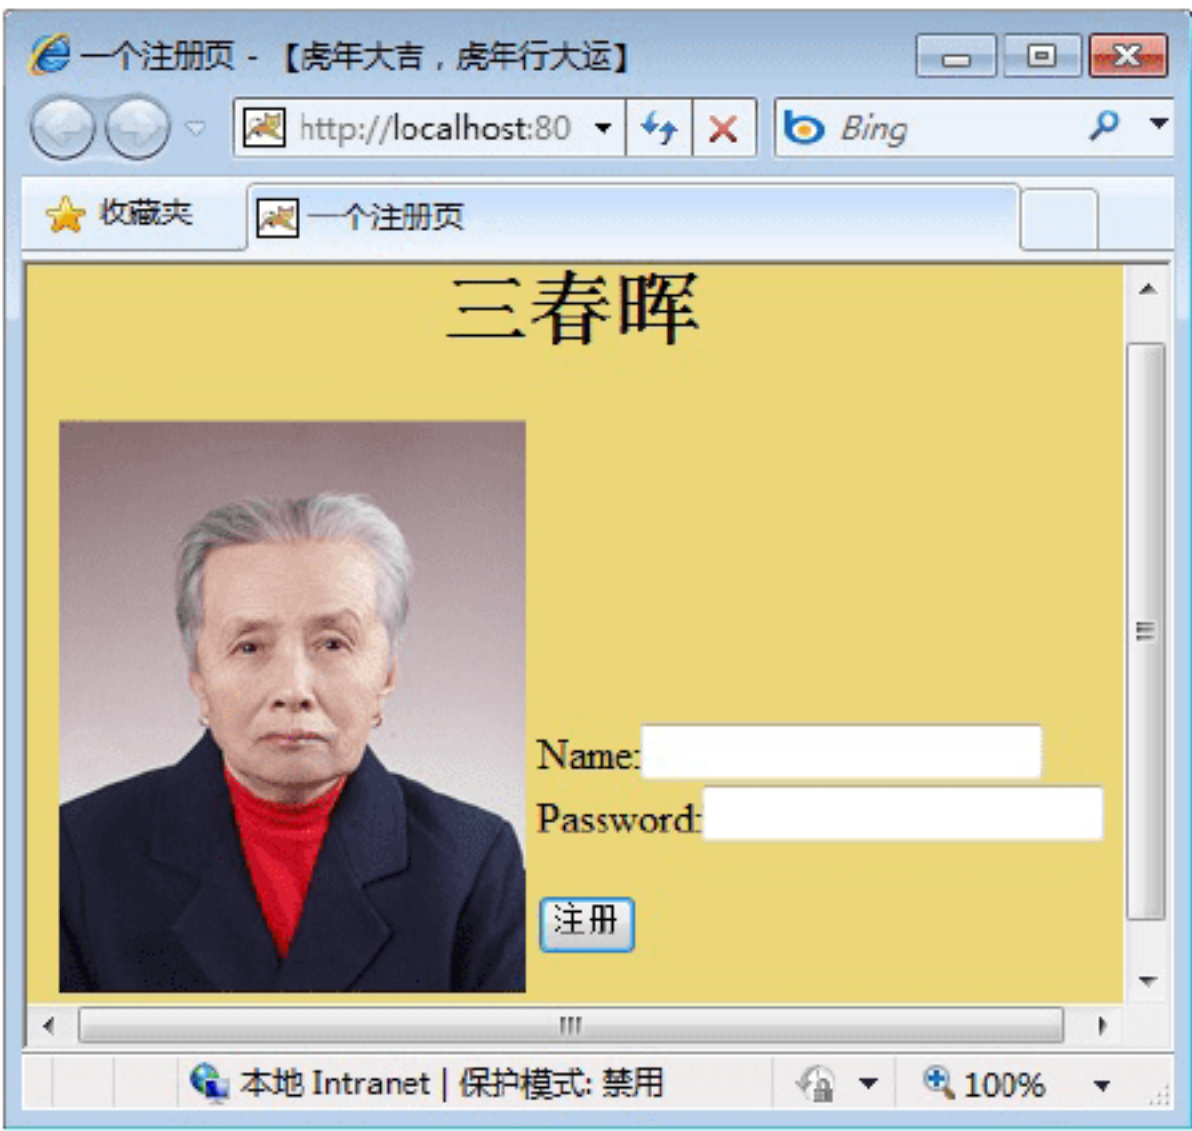 一个注册页 - 【虎年大吉，虎年行大运】
http://localhost:80
Bing
收藏夹
一个注册页
三春晖
Name:
Password:
注册
本地 Intranet | 保护模式: 禁用
100%